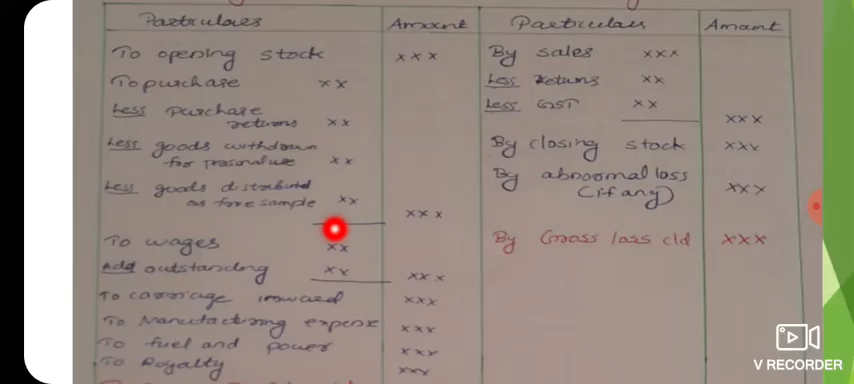 Particulars Amount Particulars Amant
To opening stock xxx By sales xxx
To purchase xx Less returns xx
Less purchase returns xx Less GST xx xxx
Less goods withdrawn for personal use xx By closing stock xxx
Less goods distributed as free sample xx xxx By abnormal loss (if any) xxx
To wages xx By Gross loss c/d xxx
Add outstanding xx xxx
To carriage inward xxx
To Manufacturing expense xxx
To fuel and power xxx
To Royalty xxx
V RECORDER